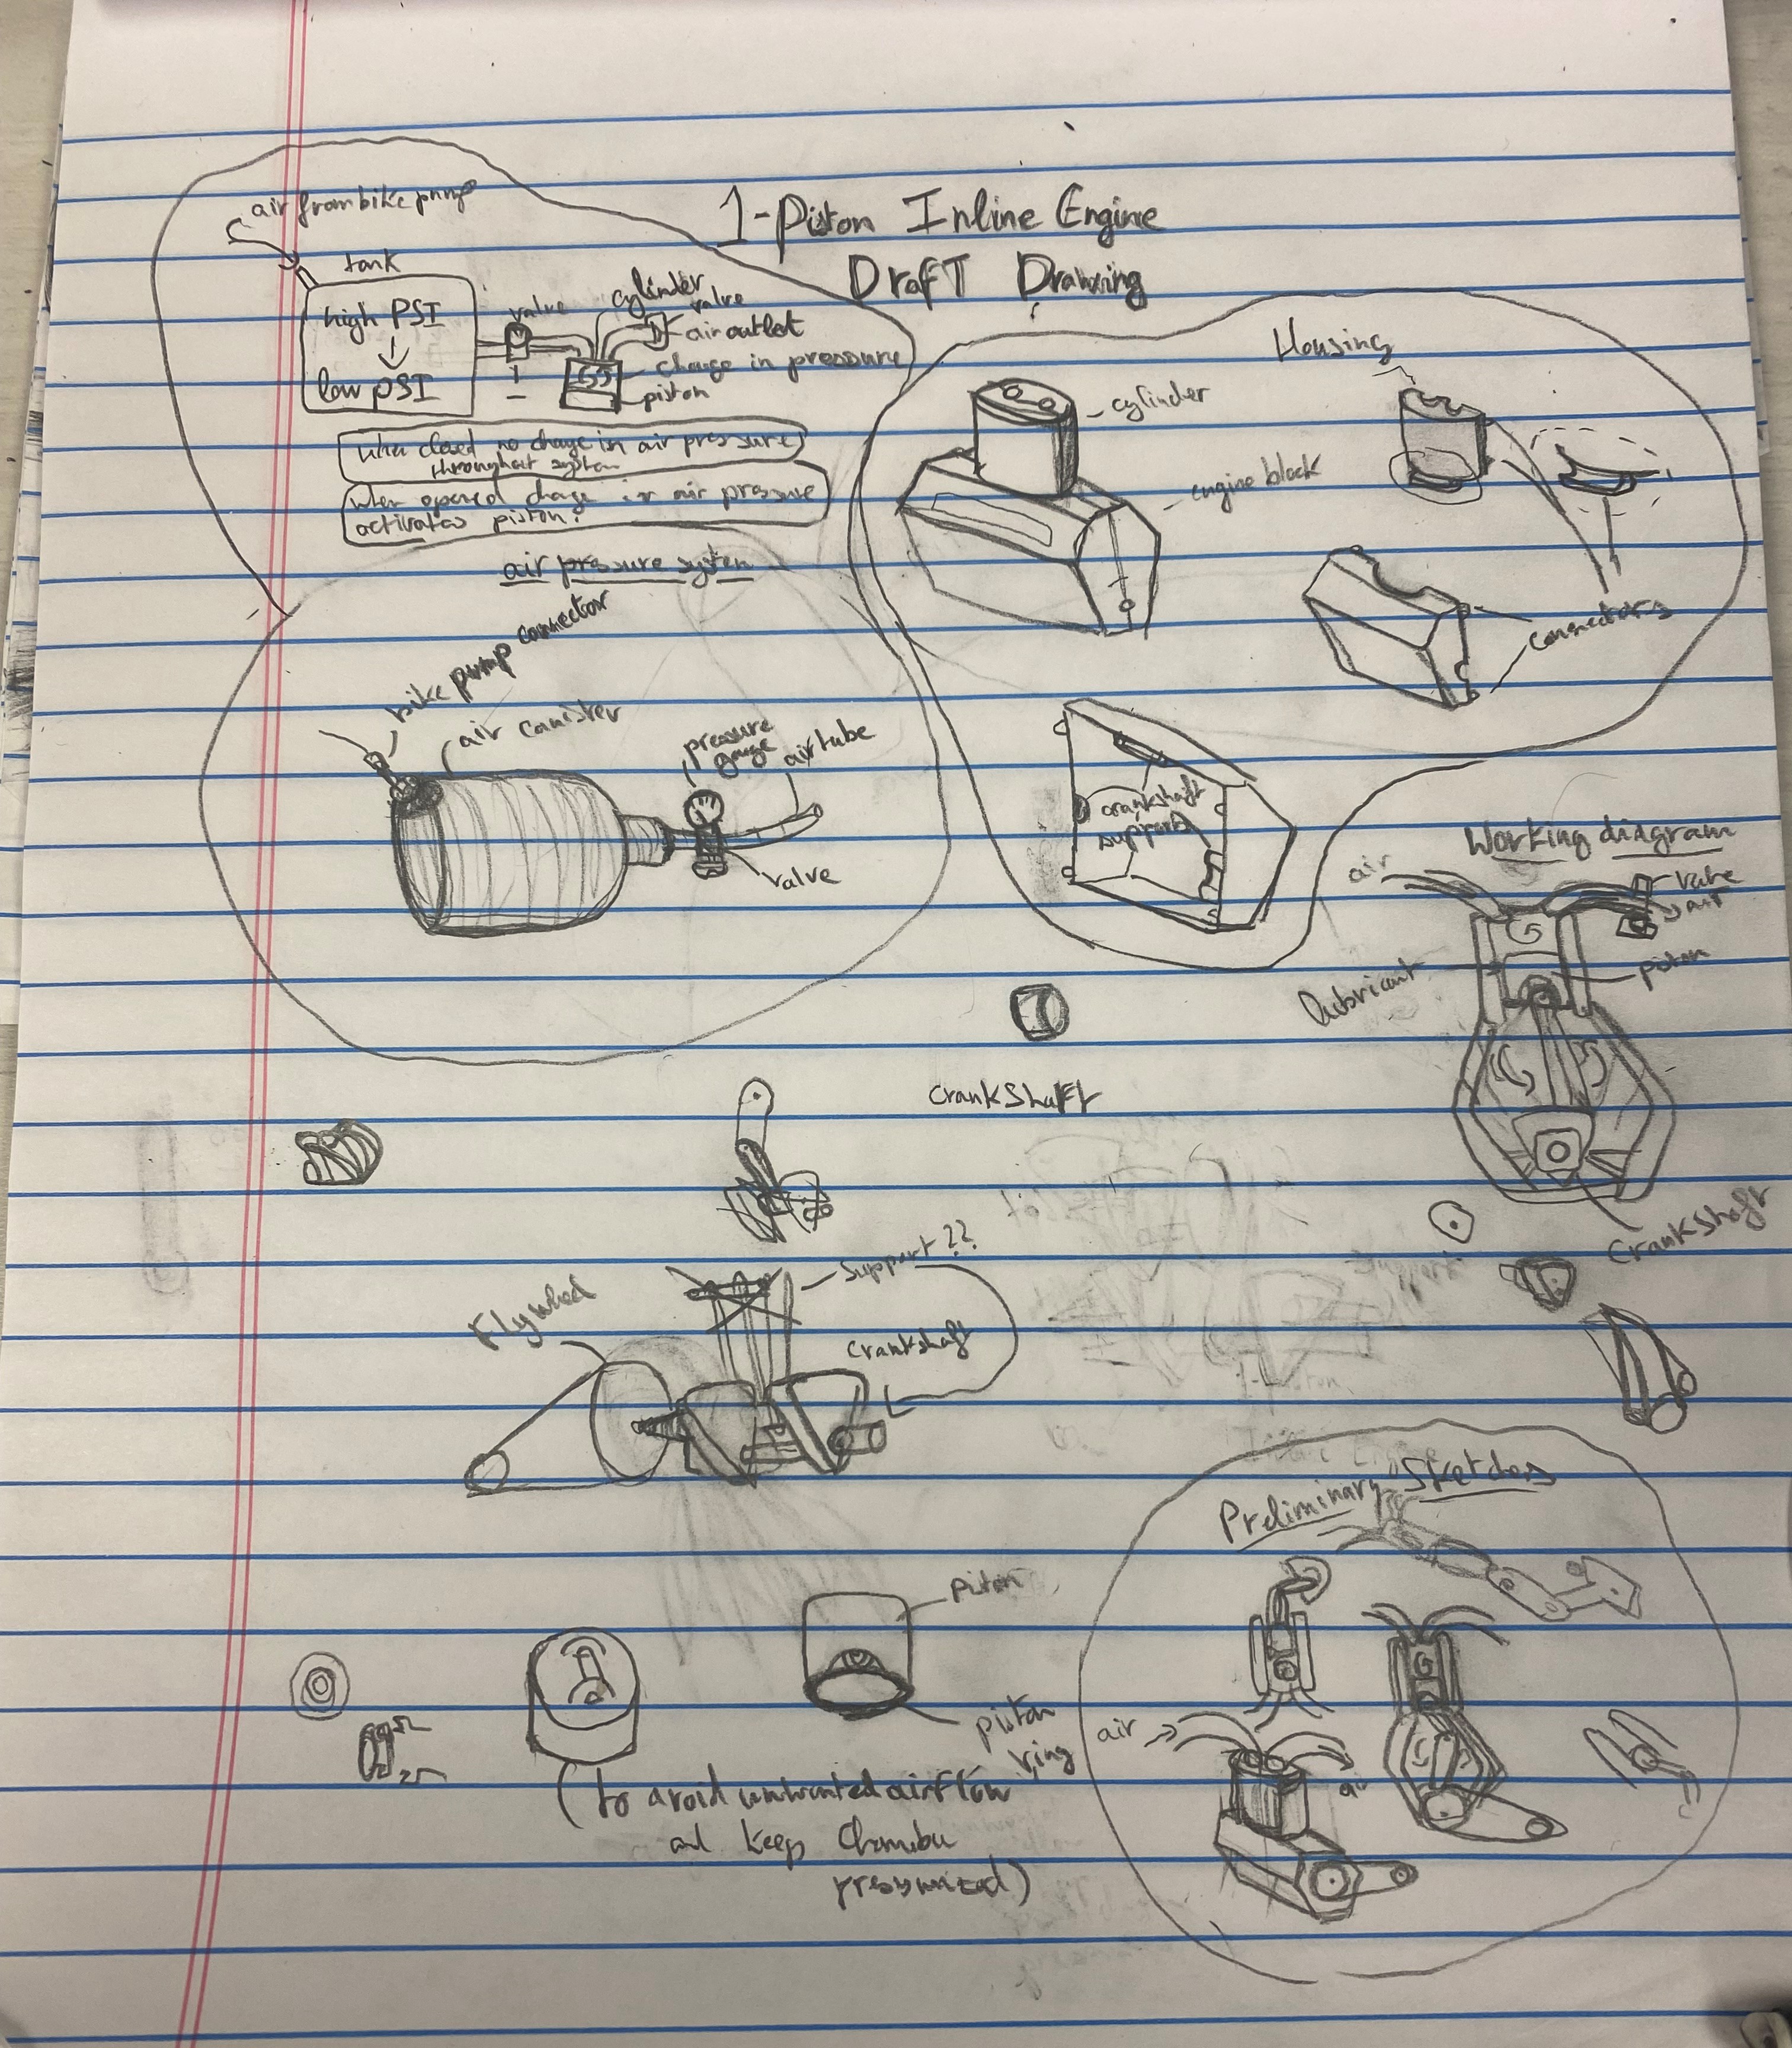 1-Piston Inline Engine
Draft Drawing
air from bike pump
tank
high PSI
low PSI
valve
cylinder
valve
air outlet
change in pressure
piston
when closed no change in air pressure
throughout system
when opened change in air pressure
activates piston.
air pressure system
bike pump connector
air canister
pressure
gauge
air tube
valve
Housing
cylinder
engine block
connectors
crankshaft
supports
Working diagram
air
valve
air
Lubricant
piston
Crankshaft
Crankshaft
Support??
Flywheel
Crankshaft
Piston
piston
ring
(to avoid unwanted airflow
and keep Chamber
pressurized)
Preliminary Sketches
air
air